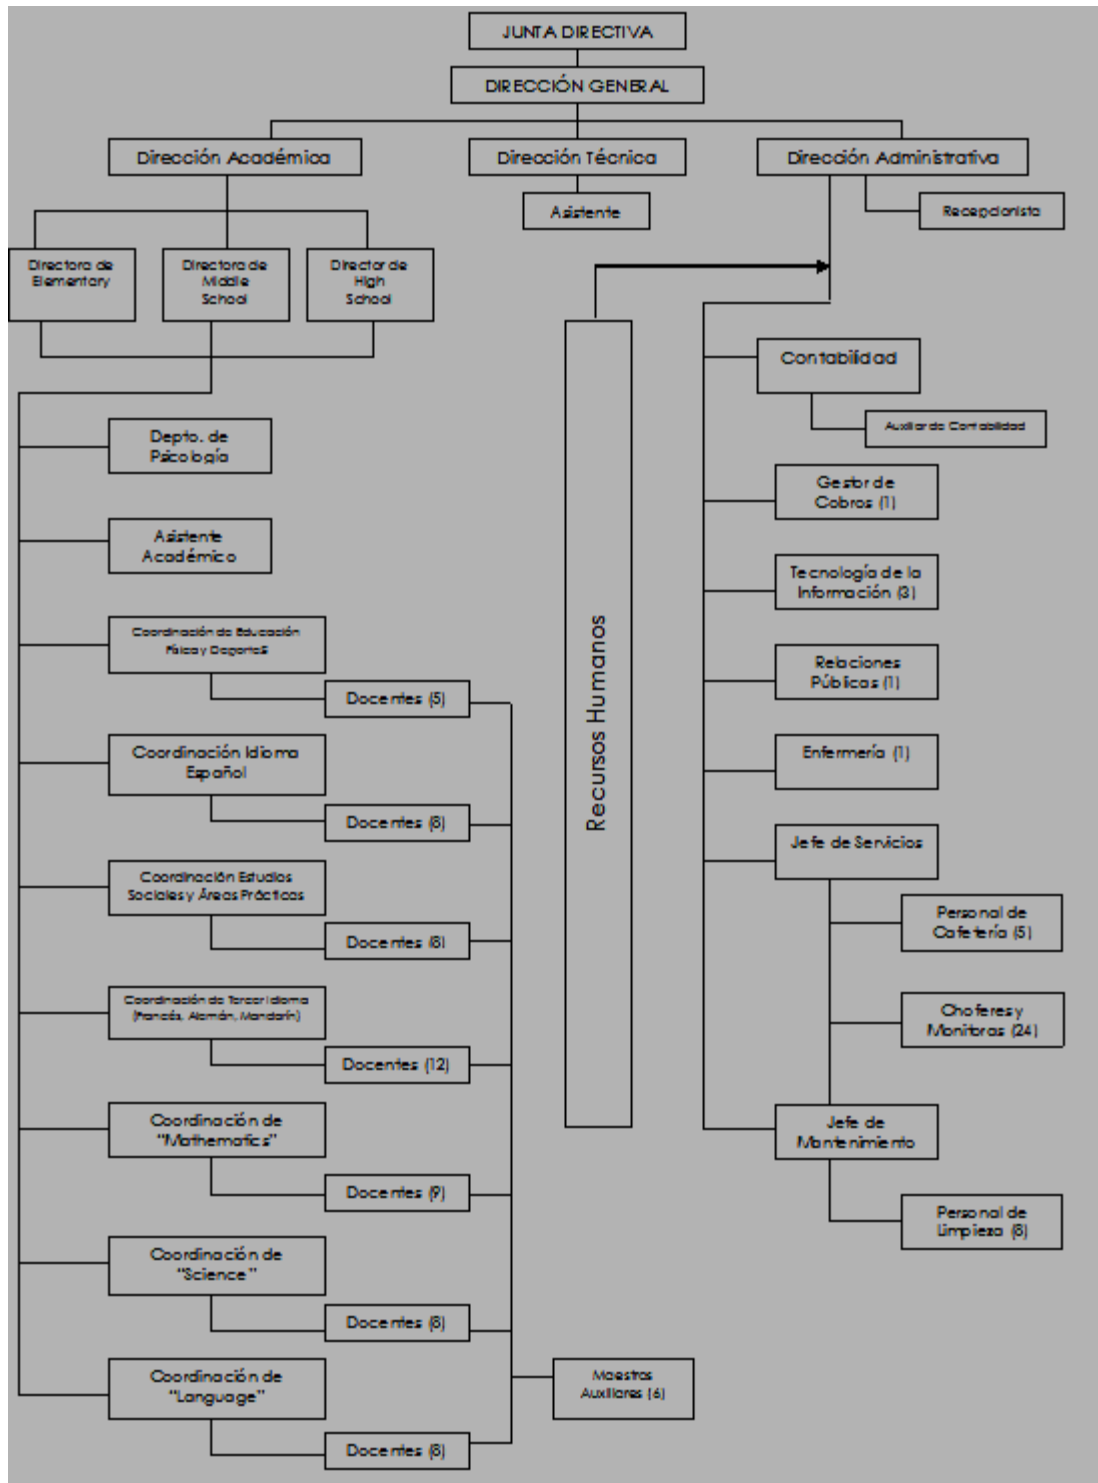 JUNTA DIRECTIVA
DIRECCIÓN GENERAL
Dirección Académica
Dirección Técnica
Dirección Administrativa
Asistente
Recepcionista
Directora de
Elementary
Directora de
Middle
School
Director de
High
School
Contabilidad
Auxiliar de Contabilidad
Depto. de
Psicología
Gestor de
Cobros (1)
Asistente
Académico
Tecnología de la
Información (3)
Coordinación de Educación
Física y Deportes
Docentes (5)
Recursos Humanos
Relaciones
Públicas (1)
Coordinación Idioma
Español
Docentes (8)
Enfermería (1)
Coordinación Estudios
Sociales y Áreas Prácticas
Docentes (8)
Jefe de Servicios
Personal de
Cafetería (5)
Coordinación de Tercer Idioma
(Francés, Alemán, Mandarín)
Docentes (12)
Choferes y
Monitoras (24)
Coordinación de
"Mathematics"
Docentes (9)
Jefe de
Mantenimiento
Personal de
Limpieza (8)
Coordinación de
"Science"
Docentes (8)
Coordinación de
"Language"
Docentes (8)
Maestras
Auxiliares (6)